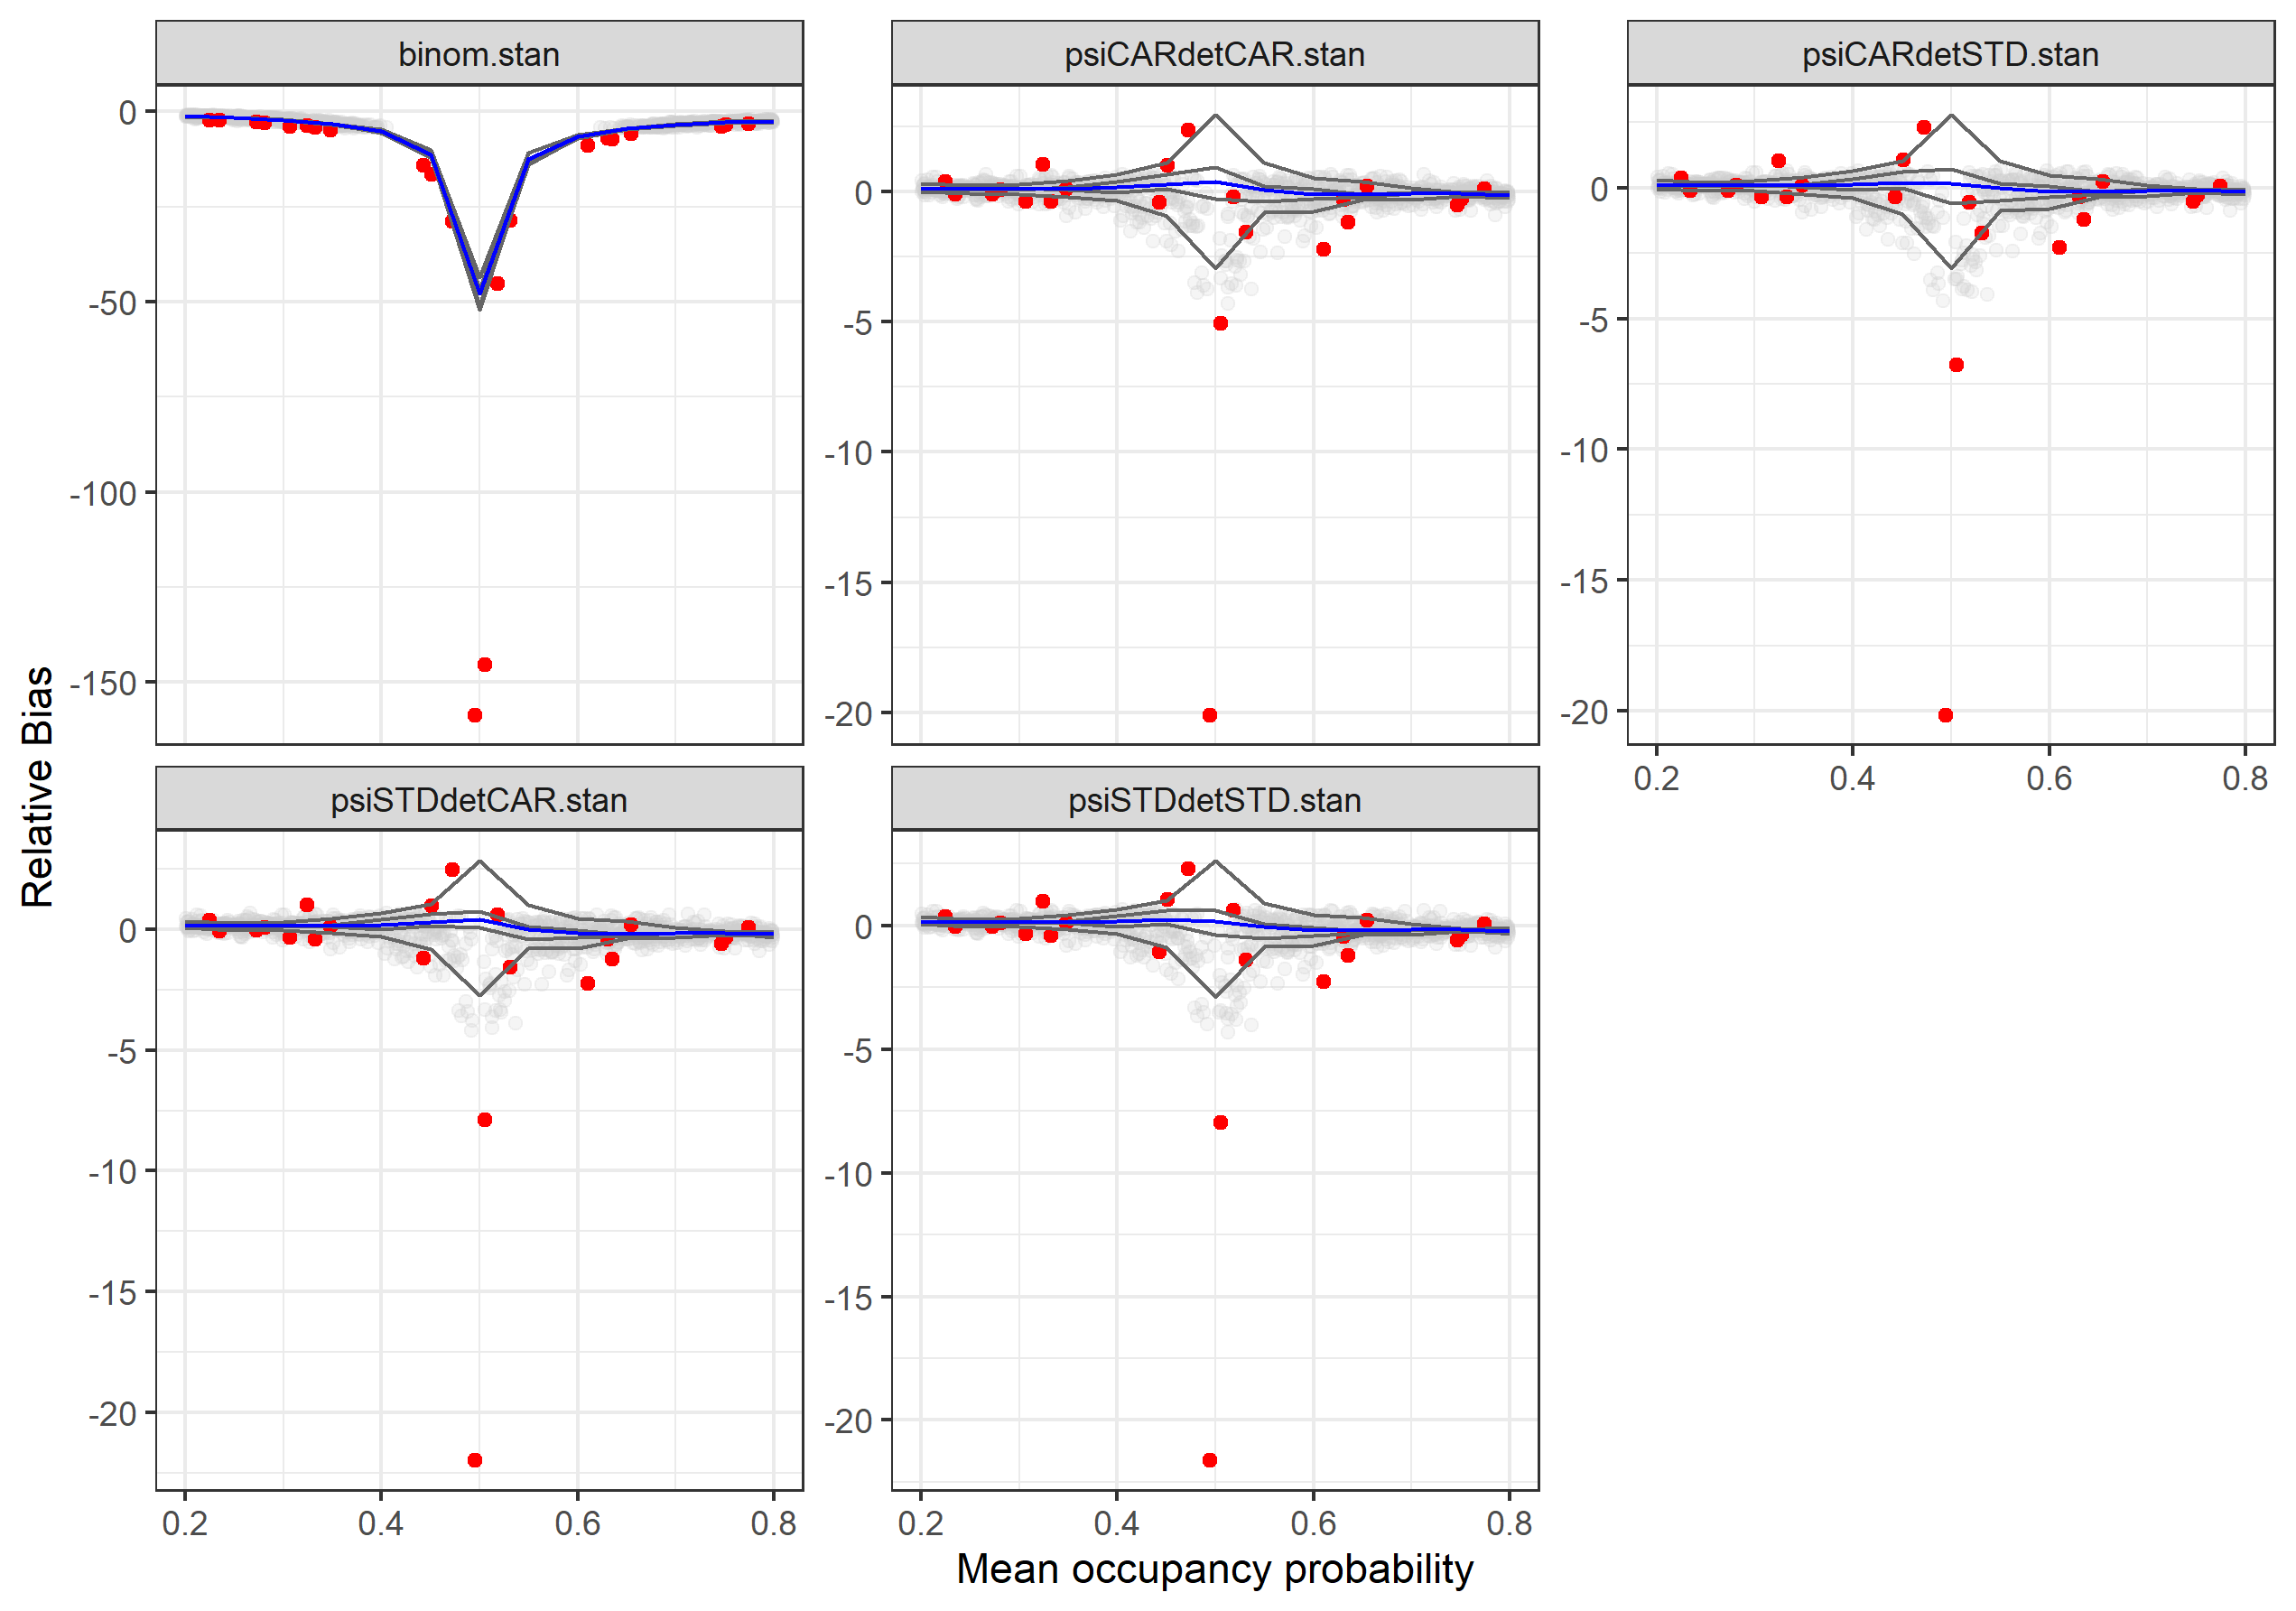 binom.stan
psiCARdetCAR.stan
psiCARdetSTD.stan
0
-50
-100
-150
0
-5
-10
-15
-20
0
-5
-10
-15
-20
0.2 0.4 0.6 0.8
Relative Bias
psiSTDdetCAR.stan
psiSTDdetSTD.stan
0
-5
-10
-15
-20
0
-5
-10
-15
-20
0.2 0.4 0.6 0.8
0.2 0.4 0.6 0.8
Mean occupancy probability